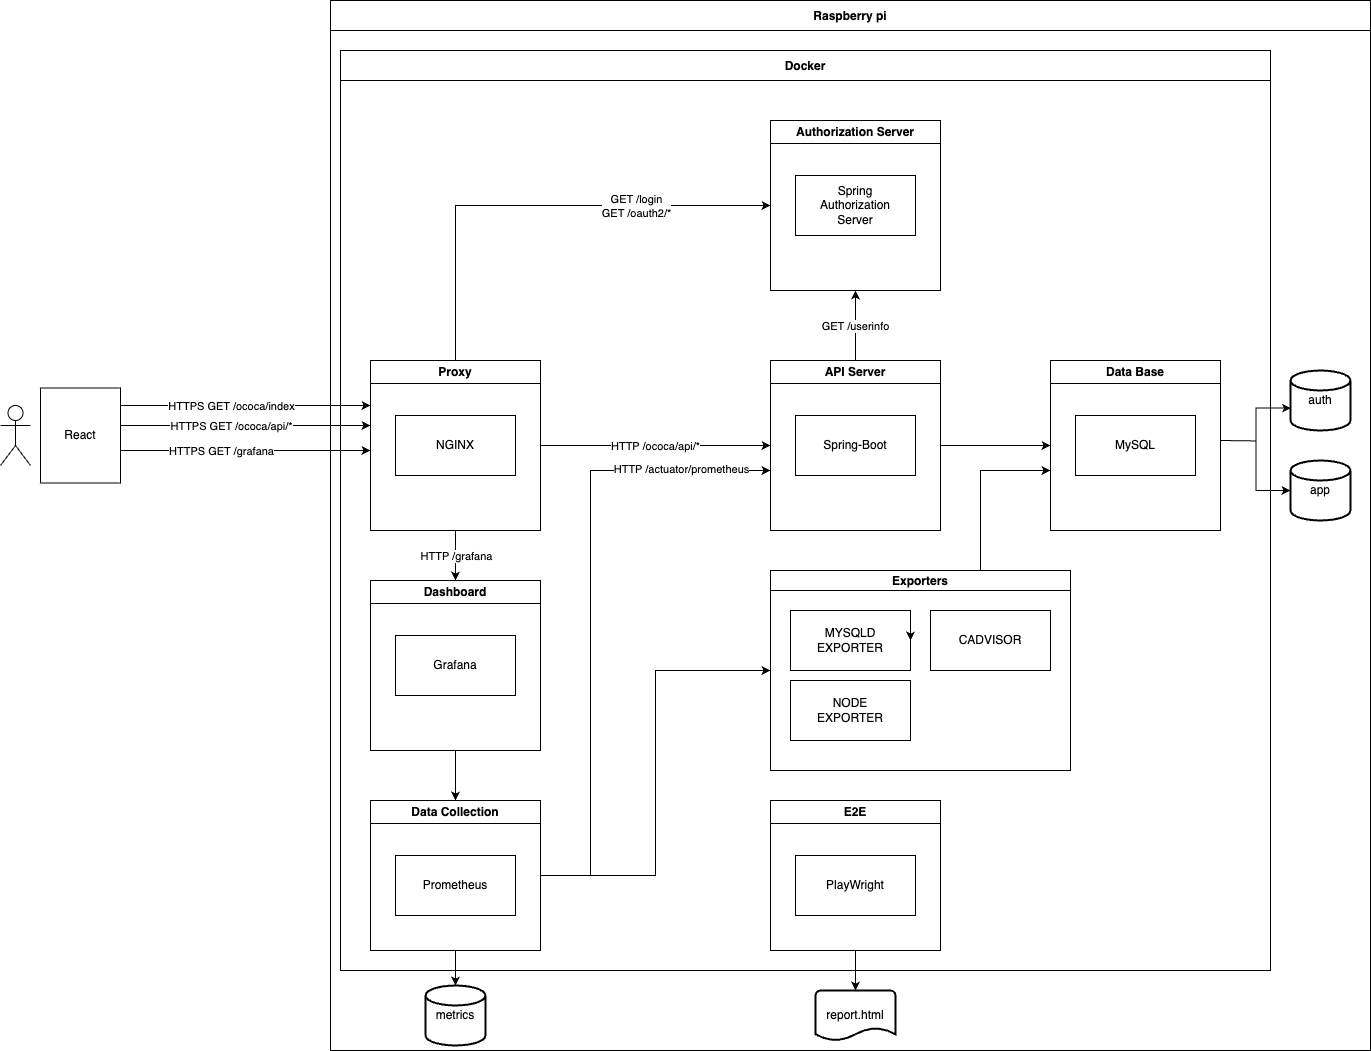 Raspberry pi
Docker
Authorization Server
Spring
Authorization
Server
GET /login
GET /oauth2/*
GET /userinfo
Proxy
NGINX
API Server
Spring-Boot
Data Base
MySQL
auth
app
React
HTTPS GET /ococa/index
HTTPS GET /ococa/api/*
HTTPS GET /grafana
HTTP /ococa/api/*
HTTP /actuator/prometheus
HTTP /grafana
Dashboard
Grafana
Exporters
MYSQLD
EXPORTER
CADVISOR
NODE
EXPORTER
Data Collection
Prometheus
E2E
PlayWright
metrics
report.html